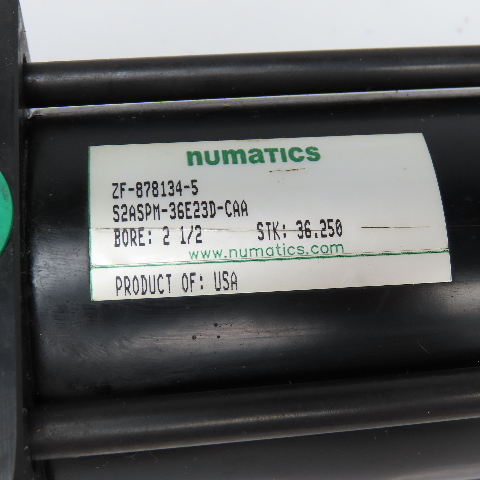 numatics
ZF-878134-5
S2ASPM-36E23D-CAA
BORE: 2 1/2 STK: 36.250
www.numatics.com
PRODUCT OF: USA